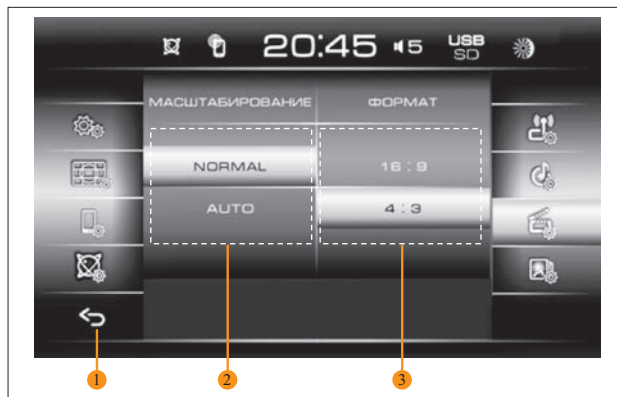 20:45 5 USB
SD
МАСШТАБИРОВАНИЕ ФОРМАТ
NORMAL 16 : 9
AUTO 4 : 3
1 2 3